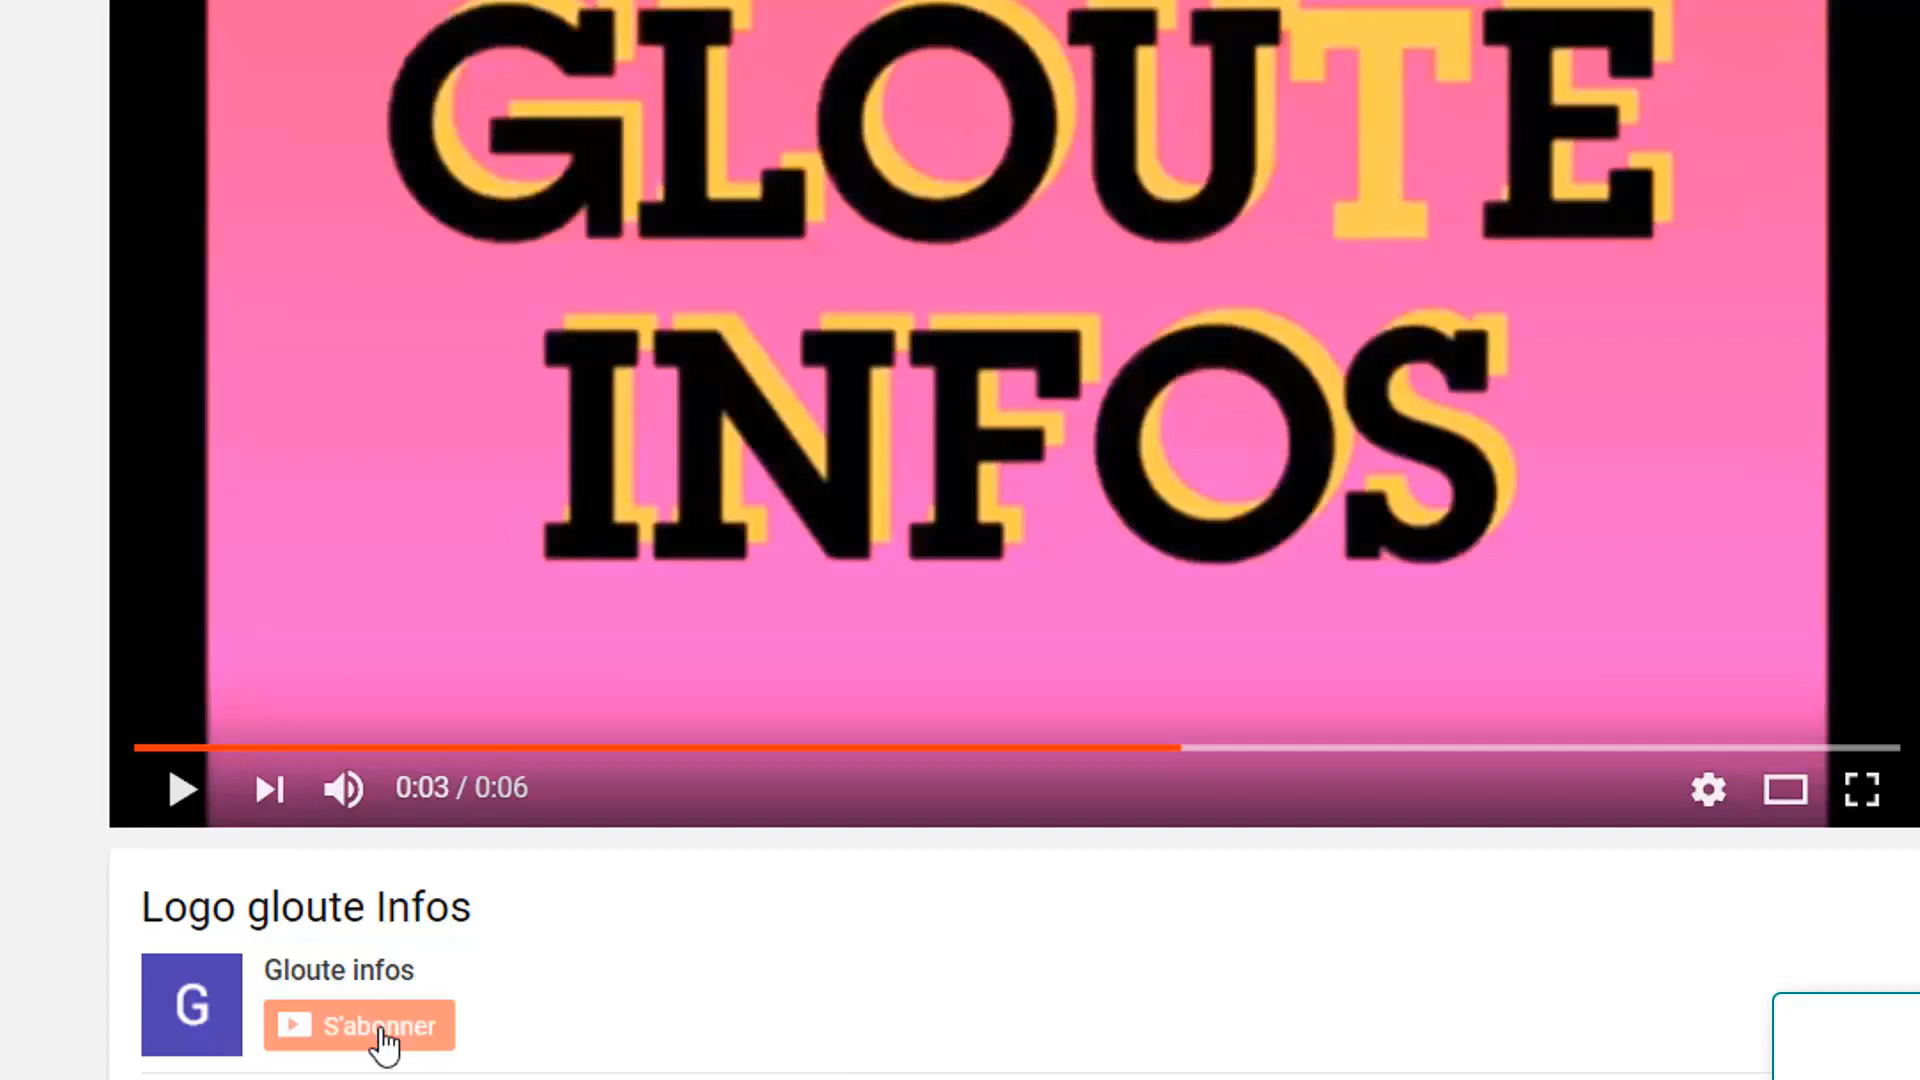 GLOUTE
INFOS
0:03 / 0:06
Logo gloute Infos
G
Gloute infos
S'abonner